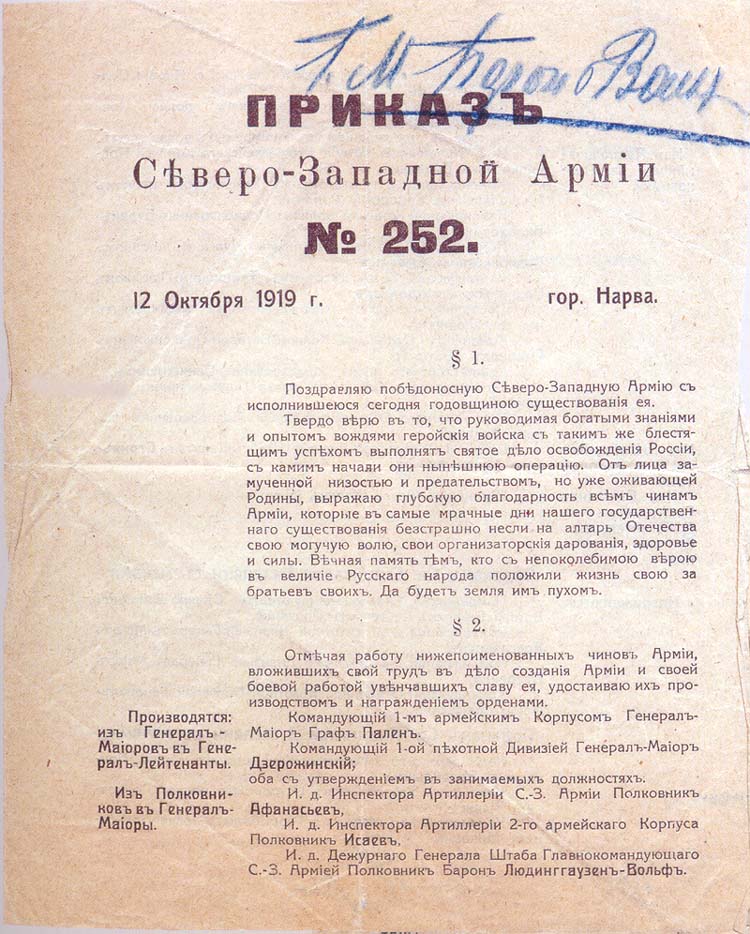 Г. М. Барон Вольф
ПРИКАЗЪ
Сѣверо-Западной Арміи
№ 252.
12 Октября 1919 г. гор. Нарва.
§ 1.
Поздравляю побѣдоносную Сѣверо-Западную Армію съ
исполнившеюся сегодня годовщиною существованія ея.
Твердо вѣрю въ то, что руководимая богатыми знаніями
и опытомъ вождями геройскія войска съ такимъ же блестя-
щимъ успѣхомъ выполнятъ святое дѣло освобожденія Россіи,
съ какимъ начали они нынѣшнюю операцію. Отъ лица за-
мученной низостью и предательствомъ, но уже оживающей
Родины, выражаю глубскую благодарность всѣмъ чинамъ
Арміи, которые въ самые мрачные дни нашего государствен-
наго существованія безстрашно несли на алтарь Отечества
свою могучую волю, свои организаторскія дарованія, здоровье
и силы. Вѣчная память тѣмъ, кто съ непоколебимою вѣрою
въ величіе Русскаго народа положили жизнь свою за
братьевъ своихъ. Да будетъ земля имъ пухомъ.
§ 2.
Отмѣчая работу нижепоименованныхъ чиновъ Арміи,
вложившихъ свой трудъ въ дѣло созданія Арміи и своей
боевой работой увѣнчавшихъ славу ея, удостаиваю ихъ про-
изводствомъ и награжденіемъ орденами.
Производятся:
изъ Генералъ-
Маіоровъ въ Гене-
ралъ-Лейтенанты.
Командующій 1-мъ армейскимъ Корпусомъ Генералъ-
Маіоръ Графъ Паленъ.
Командующій 1-ой пѣхотной Дивизіей Генералъ-Маіоръ
Дзерожинскій;
оба съ утвержденіемъ въ занимаемыхъ должностяхъ.
Изъ Полковни-
ковъ въ Генералъ-
Маіоры.
И. д. Инспектора Артиллеріи С.-З. Арміи Полковникъ
Афанасьевъ,
И. д. Инспектора Артиллеріи 2-го армейскаго Корпуса
Полковникъ Исаевъ,
И. д. Дежурнаго Генерала Штаба Главнокомандующаго
С.-З. Арміей Полковникъ Баронъ Людинггаузен-Вольфъ.